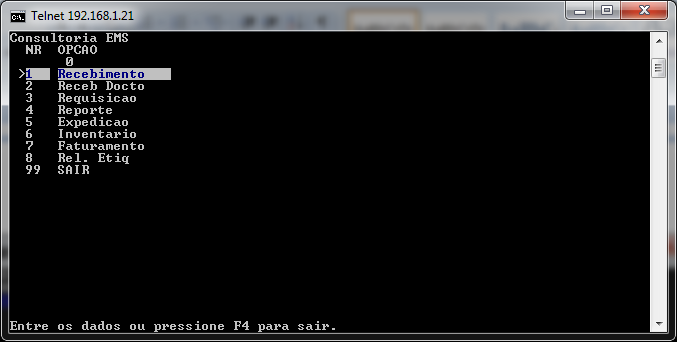 Telnet 192.168.1.21
Consultoria EMS
NR OPCAO
0
>1 Recebimento
2 Receb Docto
3 Requisicao
4 Reporte
5 Expedicao
6 Inventario
7 Faturamento
8 Rel. Etiq
99 SAIR
Entre os dados ou pressione F4 para sair.